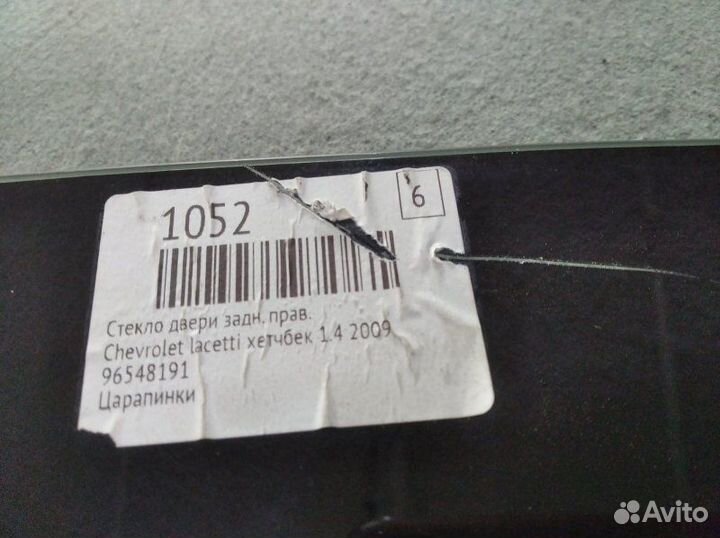 1052
6
Стекло двери задн. прав.
Chevrolet lacetti хетчбек 1.4 2009
96548191
Царапинки
Avito